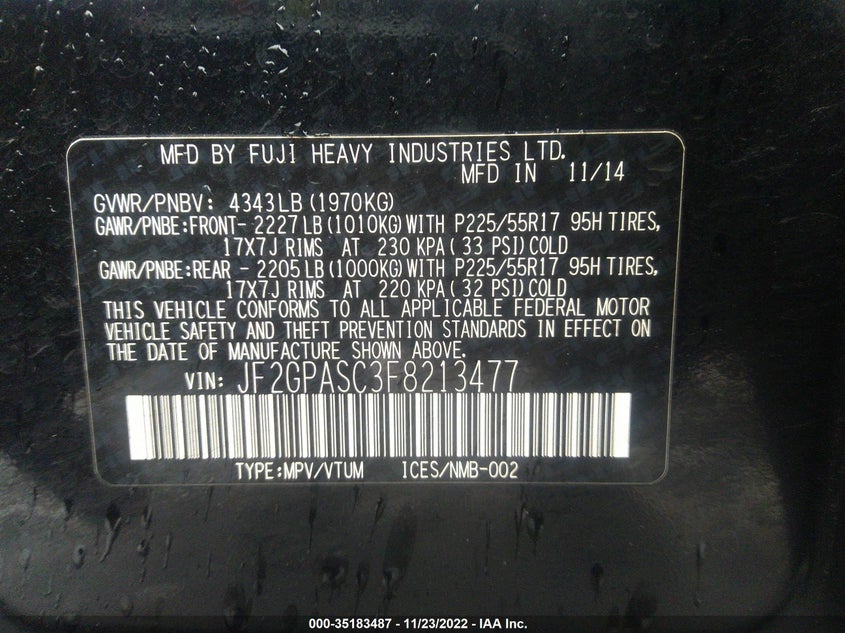 MFD BY FUJI HEAVY INDUSTRIES LTD.
MFD IN 11/14
GVWR/PNBV: 4343LB (1970KG)
GAWR/PNBE:FRONT- 2227LB (1010KG) WITH P225/55R17 95H TIRES,
17X7J RIMS AT 230 KPA ( 33 PSI) COLD
GAWR/PNBE:REAR - 2205LB (1000KG) WITH P225/55R17 95H TIRES,
17X7J RIMS AT 220 KPA ( 32 PSI) COLD
THIS VEHICLE CONFORMS TO ALL APPLICABLE FEDERAL MOTOR
VEHICLE SAFETY AND THEFT PREVENTION STANDARDS IN EFFECT ON
THE DATE OF MANUFACTURE SHOWN ABOVE.
VIN: JF2GPASC3F8213477
TYPE:MPV/VTUM ICES/NMB-002
000-35183487 - 11/23/2022 - IAA Inc.